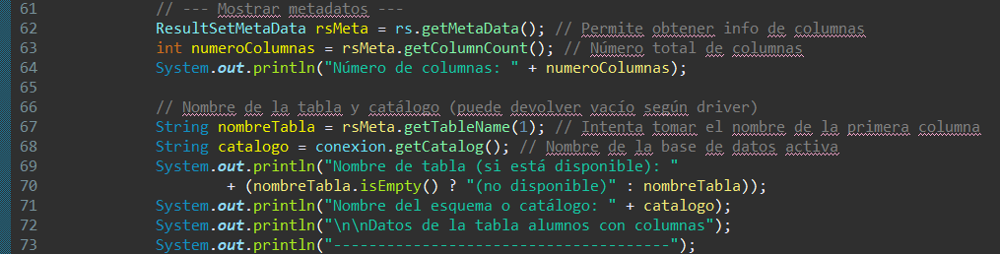 61 // --- Mostrar metadatos ---
62 ResultSetMetaData rsMeta = rs.getMetaData(); // Permite obtener info de columnas
63 int numeroColumnas = rsMeta.getColumnCount(); // Número total de columnas
64 System.out.println("Número de columnas: " + numeroColumnas);
65
66 // Nombre de la tabla y catálogo (puede devolver vacío según driver)
67 String nombreTabla = rsMeta.getTableName(1); // Intenta tomar el nombre de la primera columna
68 String catalogo = conexion.getCatalog(); // Nombre de la base de datos activa
69 System.out.println("Nombre de tabla (si está disponible): "
70 + (nombreTabla.isEmpty() ? "(no disponible)" : nombreTabla));
71 System.out.println("Nombre del esquema o catálogo: " + catalogo);
72 System.out.println("\n\nDatos de la tabla alumnos con columnas");
73 System.out.println("--------------------------------------");